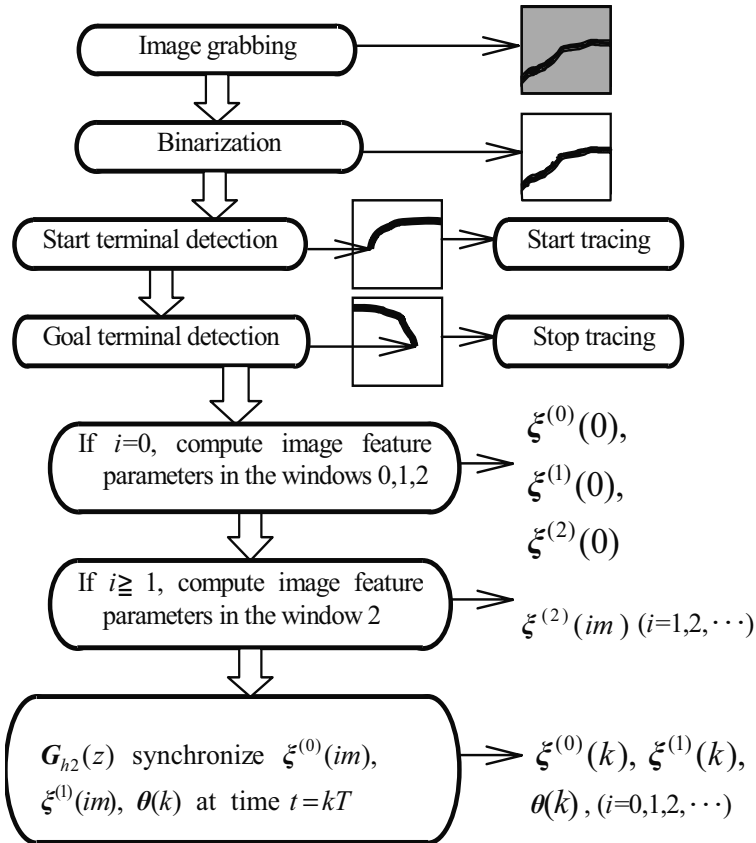 Image grabbing
Binarization
Start terminal detection
Start tracing
Goal terminal detection
Stop tracing
If i=0, compute image feature
parameters in the windows 0,1,2
ξ⁽⁰⁾(0),
ξ⁽¹⁾(0),
ξ⁽²⁾(0)
If i≧ 1, compute image feature
parameters in the window 2
ξ⁽²⁾(im) (i=1,2, ···)
G_{h2}(z) synchronize ξ⁽⁰⁾(im),
ξ⁽¹⁾(im), θ(k) at time t=kT
ξ⁽⁰⁾(k), ξ⁽¹⁾(k),
θ(k), (i=0,1,2, ···)